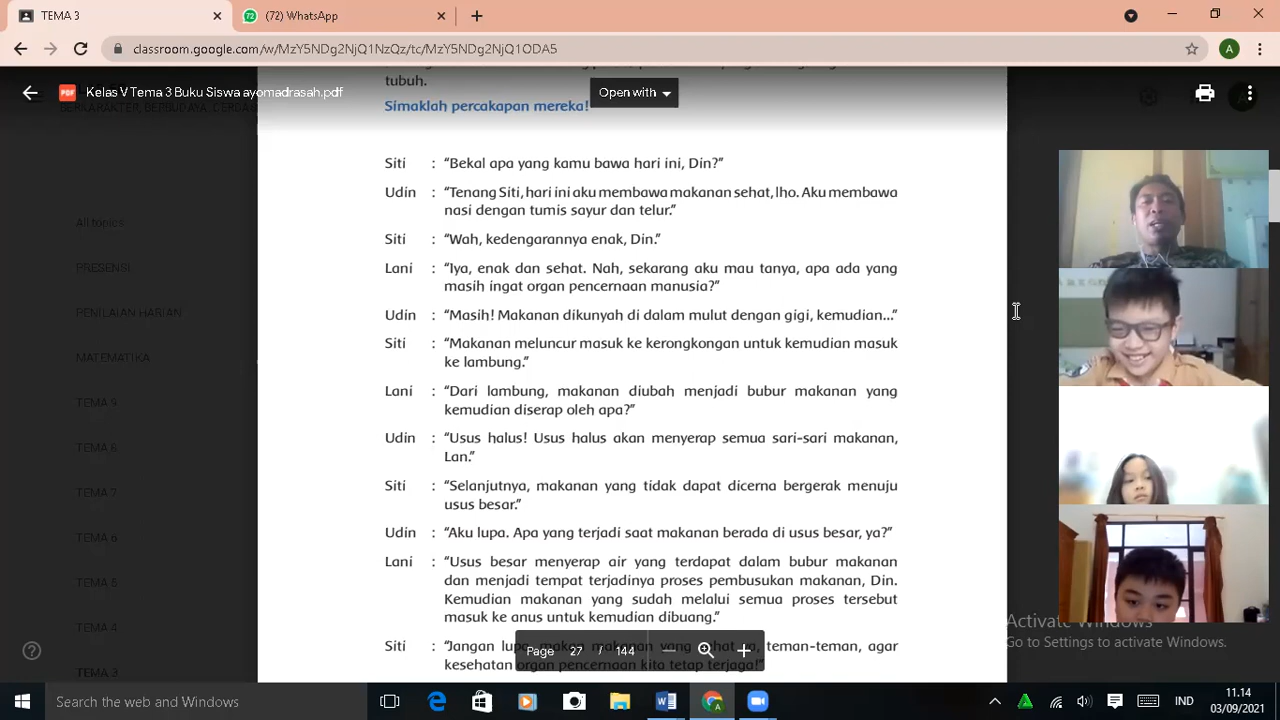 TEMA 3
(72) WhatsApp
classroom.google.com/w/MzY5NDg2NjQ1NzQz/tc/MzY5NDg2NjQ1ODA5
A
Kelas V Tema 3 Buku Siswa ayomadrasah.pdf
Open with
PDF
tubuh.
Simaklah percakapan mereka!
Siti : “Bekal apa yang kamu bawa hari ini, Din?”
Udin : “Tenang Siti, hari ini aku membawa makanan sehat, lho. Aku membawa
nasi dengan tumis sayur dan telur.”
Siti : “Wah, kedengarannya enak, Din.”
Lani : “Iya, enak dan sehat. Nah, sekarang aku mau tanya, apa ada yang
masih ingat organ pencernaan manusia?”
Udin : “Masih! Makanan dikunyah di dalam mulut dengan gigi, kemudian...”
Siti : “Makanan meluncur masuk ke kerongkongan untuk kemudian masuk
ke lambung.”
Lani : “Dari lambung, makanan diubah menjadi bubur makanan yang
kemudian diserap oleh apa?”
Udin : “Usus halus! Usus halus akan menyerap semua sari-sari makanan,
Lan.”
Siti : “Selanjutnya, makanan yang tidak dapat dicerna bergerak menuju
usus besar.”
Udin : “Aku lupa. Apa yang terjadi saat makanan berada di usus besar, ya?”
Lani : “Usus besar menyerap air yang terdapat dalam bubur makanan
dan menjadi tempat terjadinya proses pembusukan makanan, Din.
Kemudian makanan yang sudah melalui semua proses tersebut
masuk ke anus untuk kemudian dibuang.”
Siti : “Jangan lupa makan makanan yang sehat ya, teman-teman, agar
kesehatan organ pencernaan kita tetap terjaga!”
Page 27 / 144
All topics
PRESENSI
PENILAIAN HARIAN
MATEMATIKA
TEMA 9
TEMA 8
TEMA 7
TEMA 6
TEMA 5
TEMA 4
TEMA 3
Activate Windows
Go to Settings to activate Windows.
Search the web and Windows
IND
11.14
03/09/2021